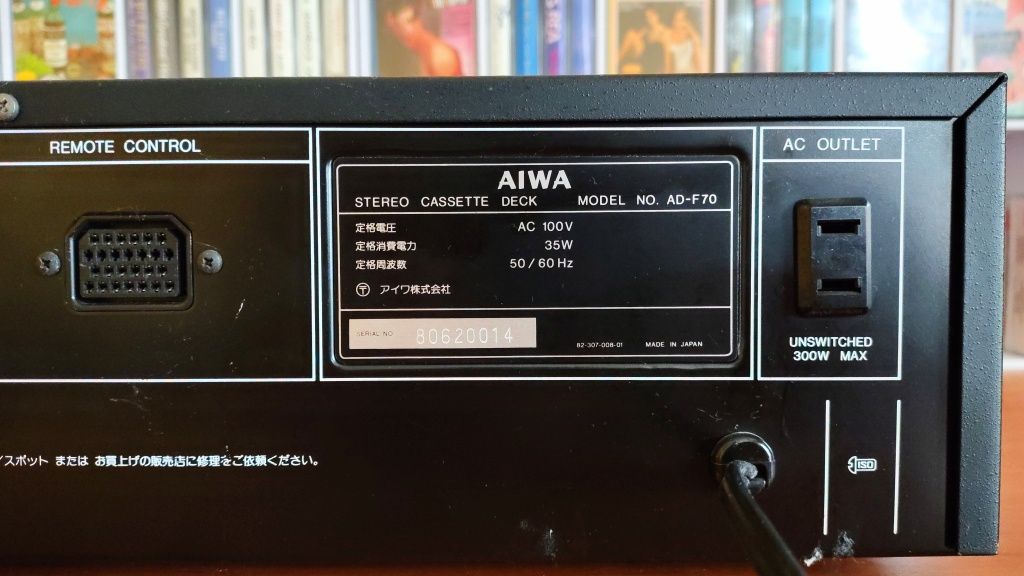 REMOTE CONTROL
AIWA
STEREO CASSETTE DECK MODEL NO. AD-F70
定格電圧 AC 100V
定格消費電力 35W
定格周波数 50/60Hz
〒 アイワ株式会社
SERIAL NO 80620014
82-307-008-01 MADE IN JAPAN
AC OUTLET
UNSWITCHED
300W MAX
スポット または お買上げの販売店に修理をご依頼ください。
ISO